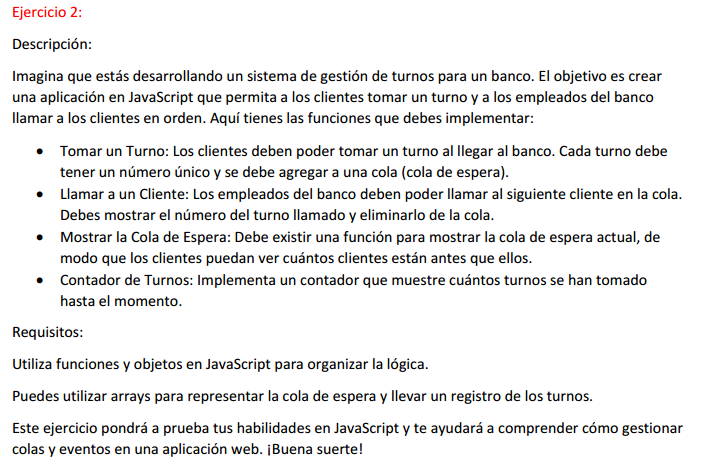 Ejercicio 2:
Descripción:
Imagina que estás desarrollando un sistema de gestión de turnos para un banco. El objetivo es crear
una aplicación en JavaScript que permita a los clientes tomar un turno y a los empleados del banco
llamar a los clientes en orden. Aquí tienes las funciones que debes implementar:
• Tomar un Turno: Los clientes deben poder tomar un turno al llegar al banco. Cada turno debe
tener un número único y se debe agregar a una cola (cola de espera).
• Llamar a un Cliente: Los empleados del banco deben poder llamar al siguiente cliente en la cola.
Debes mostrar el número del turno llamado y eliminarlo de la cola.
• Mostrar la Cola de Espera: Debe existir una función para mostrar la cola de espera actual, de
modo que los clientes puedan ver cuántos clientes están antes que ellos.
• Contador de Turnos: Implementa un contador que muestre cuántos turnos se han tomado
hasta el momento.
Requisitos:
Utiliza funciones y objetos en JavaScript para organizar la lógica.
Puedes utilizar arrays para representar la cola de espera y llevar un registro de los turnos.
Este ejercicio pondrá a prueba tus habilidades en JavaScript y te ayudará a comprender cómo gestionar
colas y eventos en una aplicación web. ¡Buena suerte!